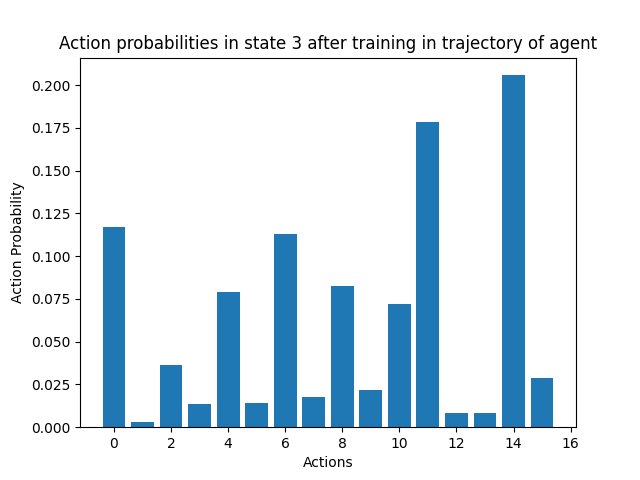 Action probabilities in state 3 after training in trajectory of agent
0.200
0.175
0.150
0.125
0.100
0.075
0.050
0.025
0.000
Action Probability
0 2 4 6 8 10 12 14 16
Actions